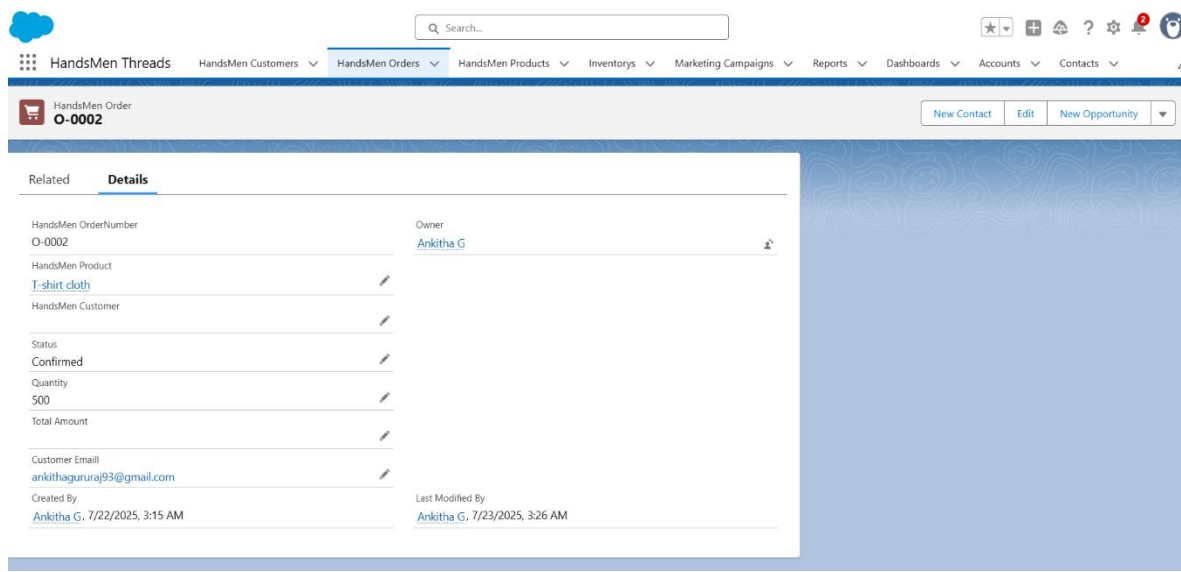 Search...
2
HandsMen Threads HandsMen Customers HandsMen Orders HandsMen Products Inventorys Marketing Campaigns Reports Dashboards Accounts Contacts
HandsMen Order
O-0002
New Contact Edit New Opportunity
Related Details
HandsMen OrderNumber Owner
O-0002 Ankitha G
HandsMen Product
T-shirt cloth
HandsMen Customer
Status
Confirmed
Quantity
500
Total Amount
Customer Emaill
ankithagururaj93@gmail.com
Created By Last Modified By
Ankitha G, 7/22/2025, 3:15 AM Ankitha G, 7/23/2025, 3:26 AM